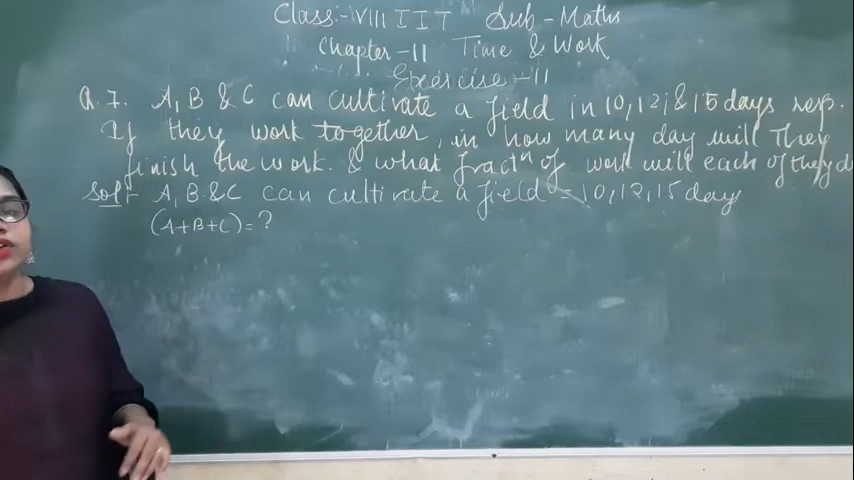 Class:- VIII IIT Sub - Maths
Chapter - 11 Time & Work
Exercise - 11
Q. 7. A, B & C can cultivate a field in 10, 12, & 15 days resp.
If they work together, in how many day will They
finish the work. & what fractn of work will each of they d
Sol:- A, B & C can cultivate a field = 10, 12, 15 days
(A+B+C) = ?